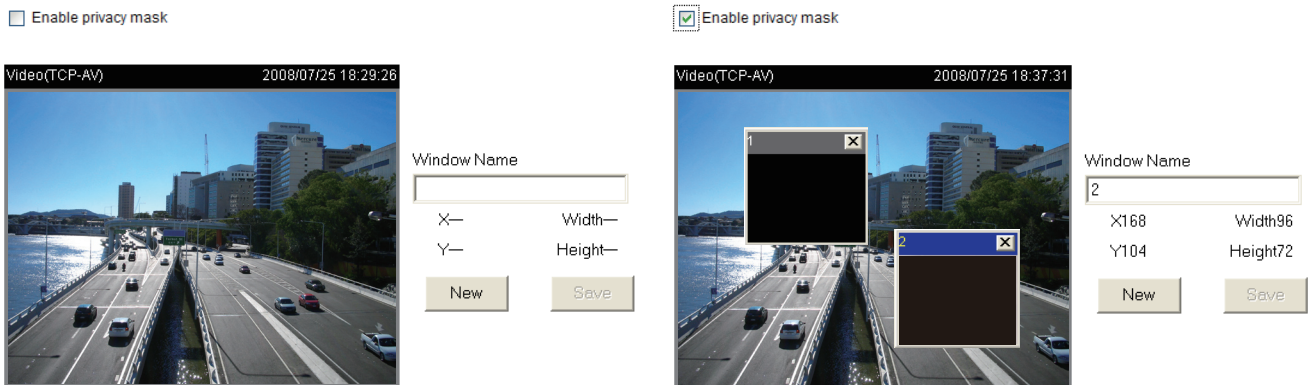 Enable privacy mask
Video(TCP-AV) 2008/07/25 18:29:26
Window Name
X— Width—
Y— Height—
New Save
Enable privacy mask
Video(TCP-AV) 2008/07/25 18:37:31
1
2
Window Name
2
X168 Width96
Y104 Height72
New Save